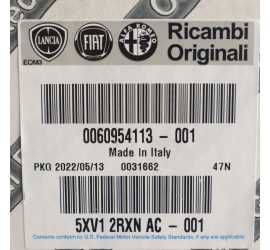 LANCIA
FIAT
ALFA ROMEO
Ricambi
Originali
EQM3
0060954113 - 001
Made In Italy
PKG 2022/05/13 0031662 47N
5XV1 2RXN AC - 001
Contents conform to U.S. Federal Motor Vehicle Safety Standards, if any are applicable